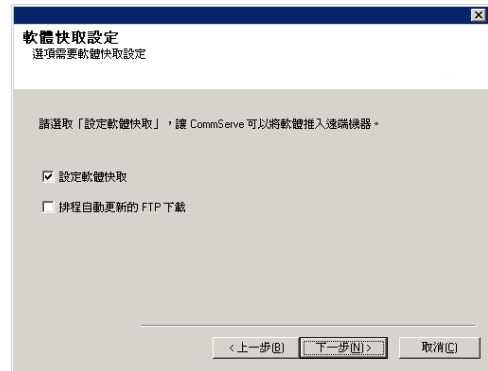 軟體快取設定
選項需要軟體快取設定
請選取「設定軟體快取」，讓 CommServe 可以將軟體推入遠端機器。
設定軟體快取
排程自動更新的 FTP 下載
<上一步(B) 下一步(N)> 取消(C)